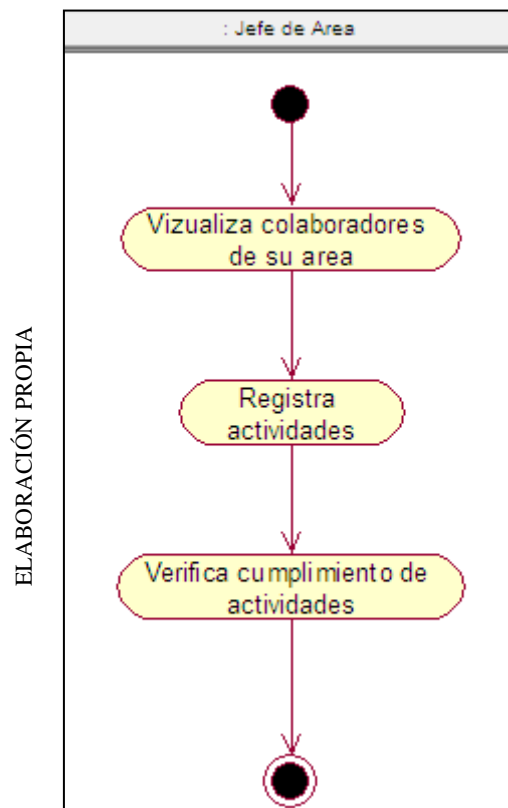 : Jefe de Area
Vizualiza colaboradores
de su area
Registra
actividades
Verifica cumplimiento de
actividades
ELABORACIÓN PROPIA